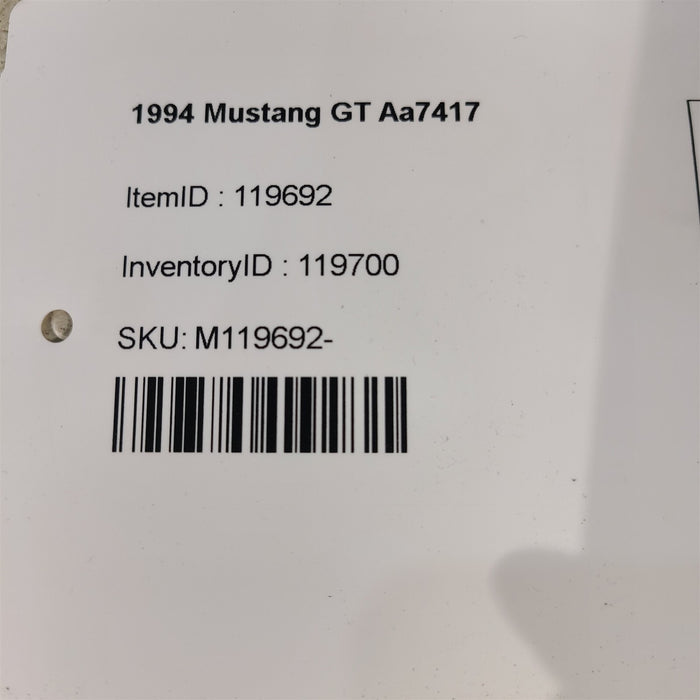 1994 Mustang GT Aa7417
ItemID : 119692
InventoryID : 119700
SKU: M119692-